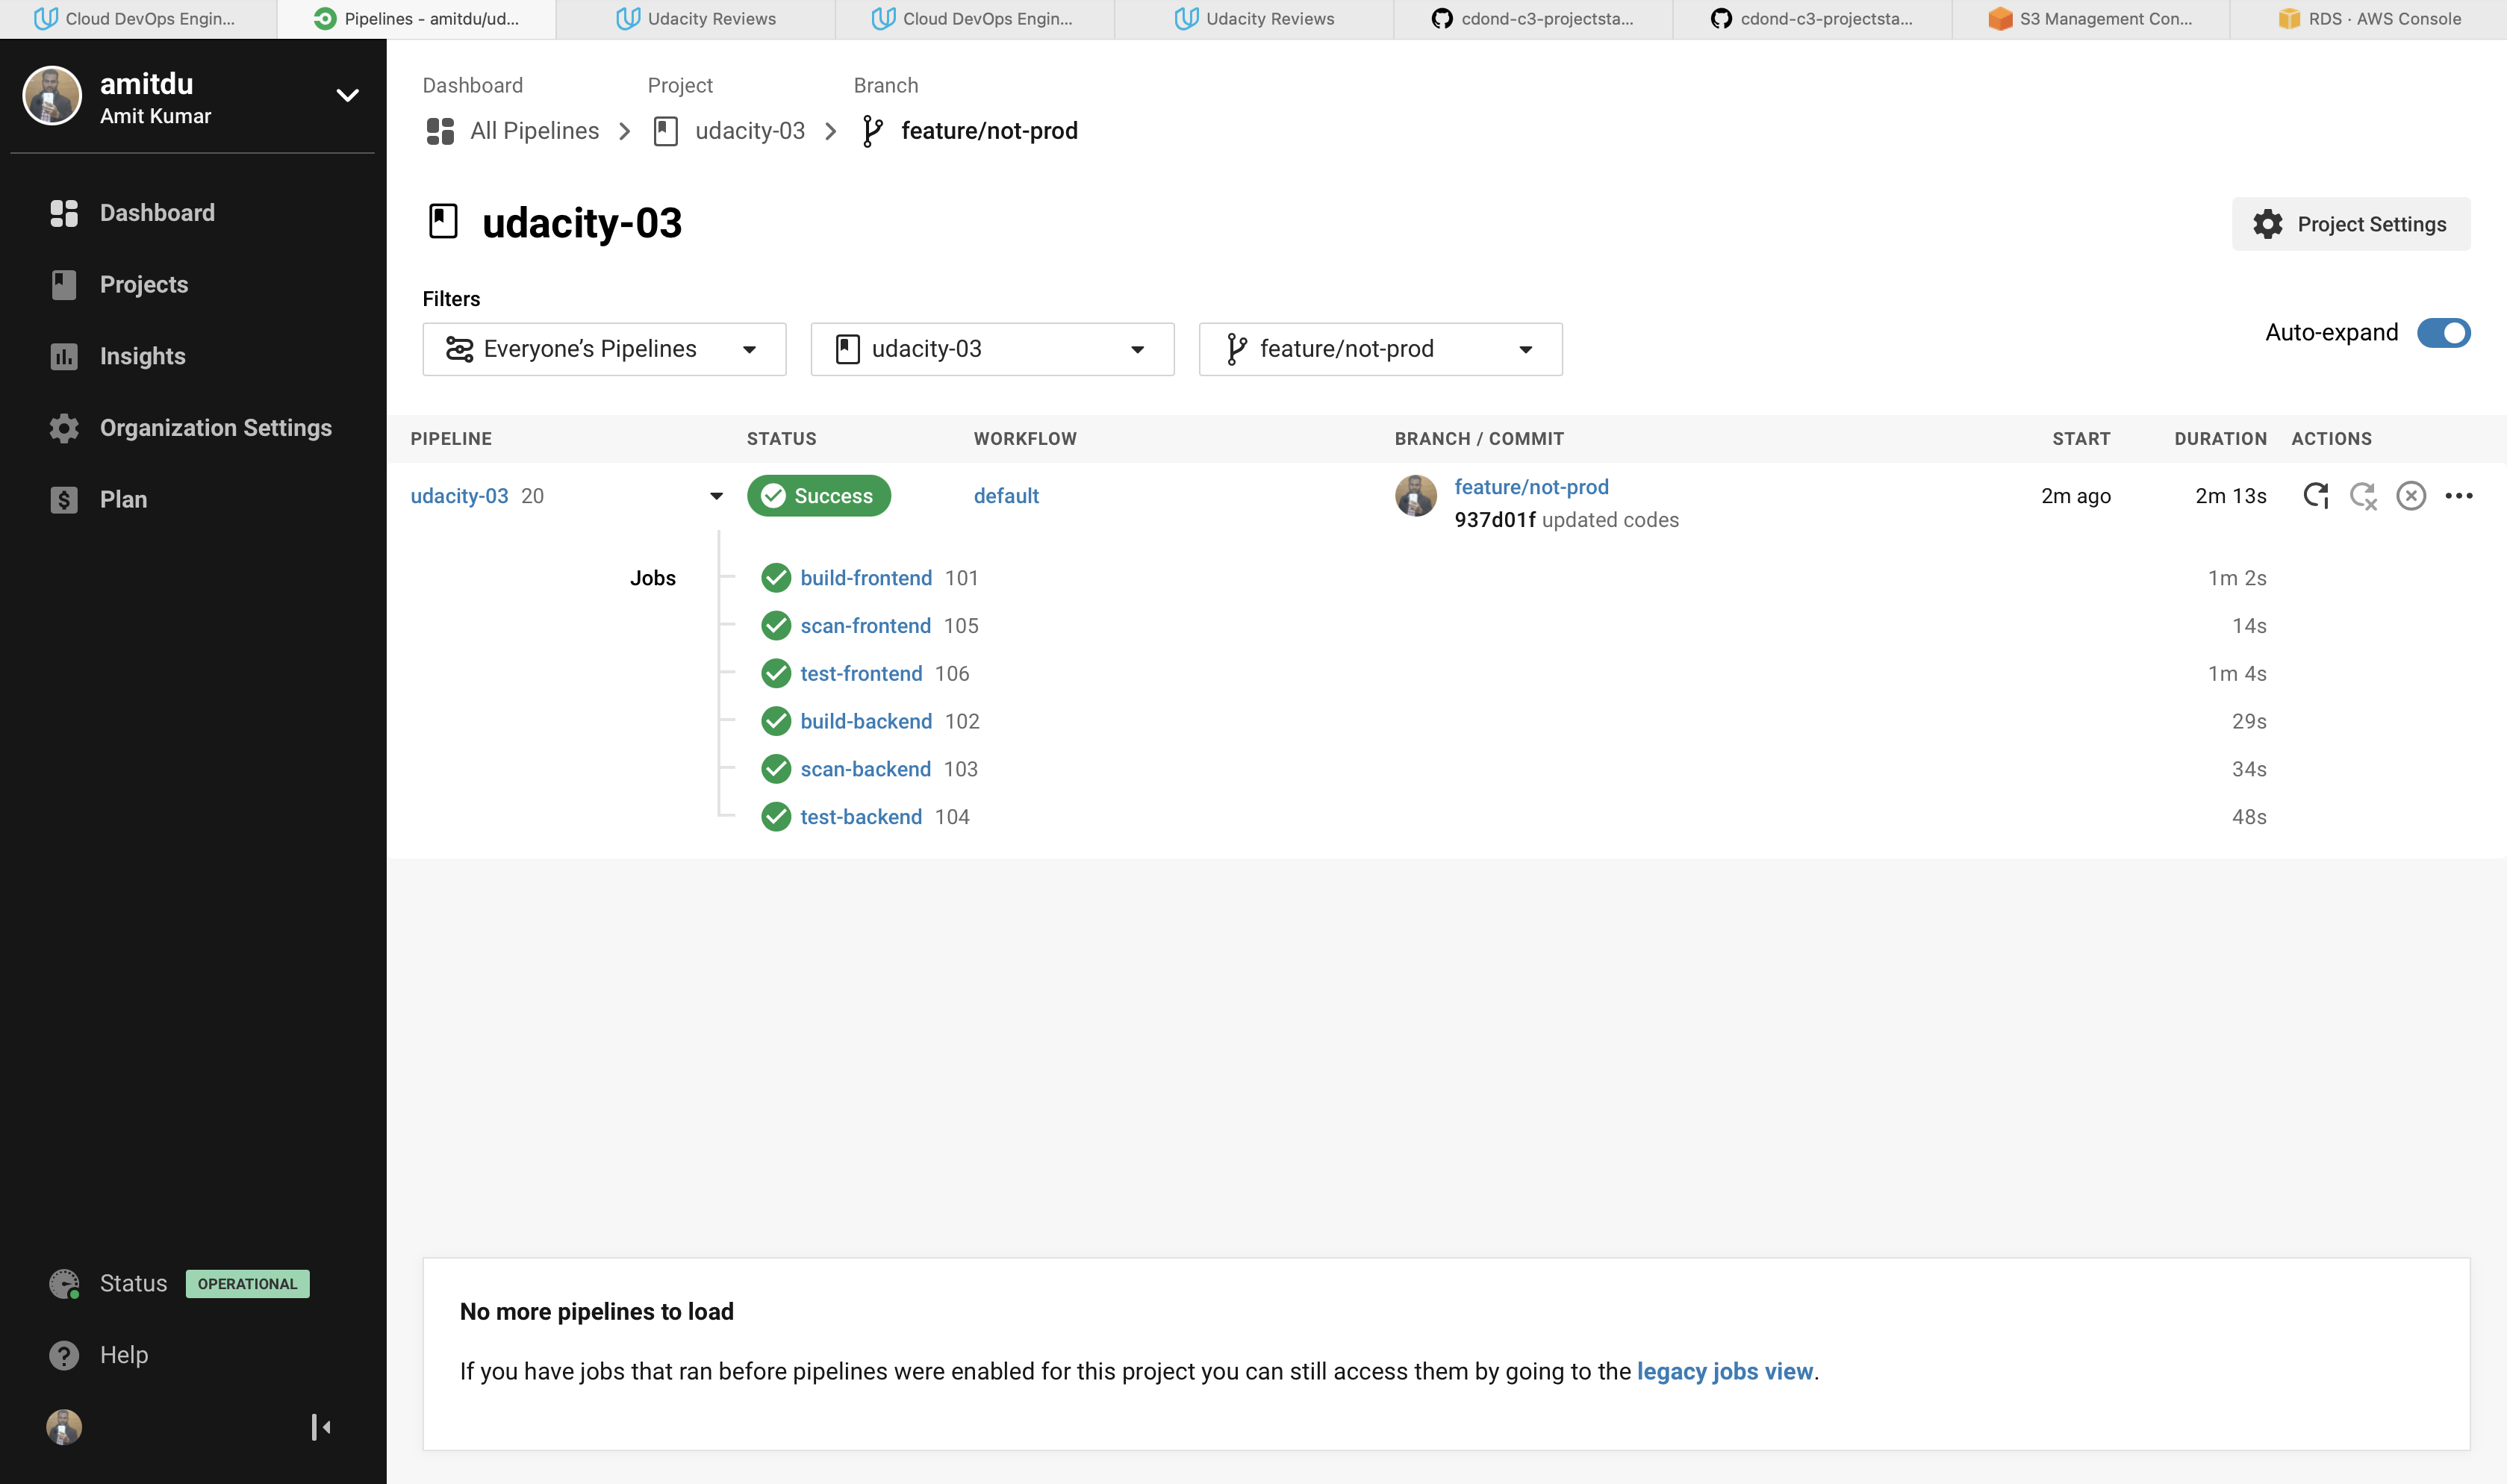 Cloud DevOps Engin...
Pipelines - amitdu/ud...
Udacity Reviews
Cloud DevOps Engin...
Udacity Reviews
cdond-c3-projectsta...
cdond-c3-projectsta...
S3 Management Con...
RDS · AWS Console
amitdu
Amit Kumar
Dashboard
Projects
Insights
Organization Settings
Plan
Status OPERATIONAL
Help
Dashboard Project Branch
All Pipelines udacity-03 feature/not-prod
udacity-03
Project Settings
Filters
Everyone’s Pipelines udacity-03 feature/not-prod
Auto-expand
PIPELINE STATUS WORKFLOW BRANCH / COMMIT START DURATION ACTIONS
udacity-03 20 Success default feature/not-prod 2m ago 2m 13s
937d01f updated codes
Jobs build-frontend 101 1m 2s
scan-frontend 105 14s
test-frontend 106 1m 4s
build-backend 102 29s
scan-backend 103 34s
test-backend 104 48s
No more pipelines to load
If you have jobs that ran before pipelines were enabled for this project you can still access them by going to the legacy jobs view.